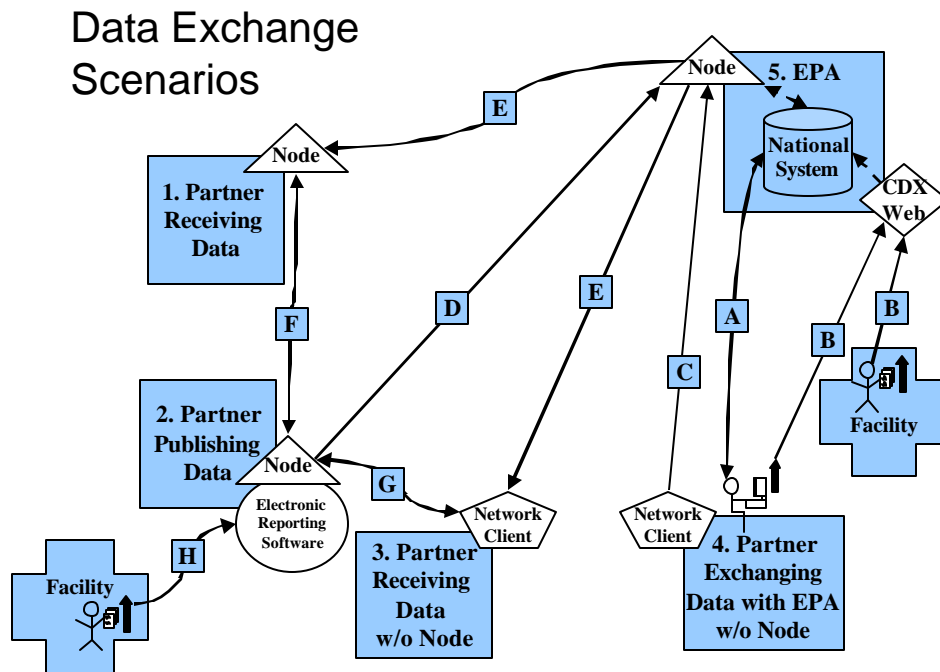 Data Exchange
Scenarios
Node
5. EPA
E
Node
National
System
CDX
Web
1. Partner
Receiving
Data
D
E
A
B
B
F
C
2. Partner
Publishing
Data
Node
G
Facility
Electronic
Reporting
Software
Network
Client
Network
Client
H
3. Partner
Receiving
Data
w/o Node
4. Partner
Exchanging
Data with EPA
w/o Node
Facility